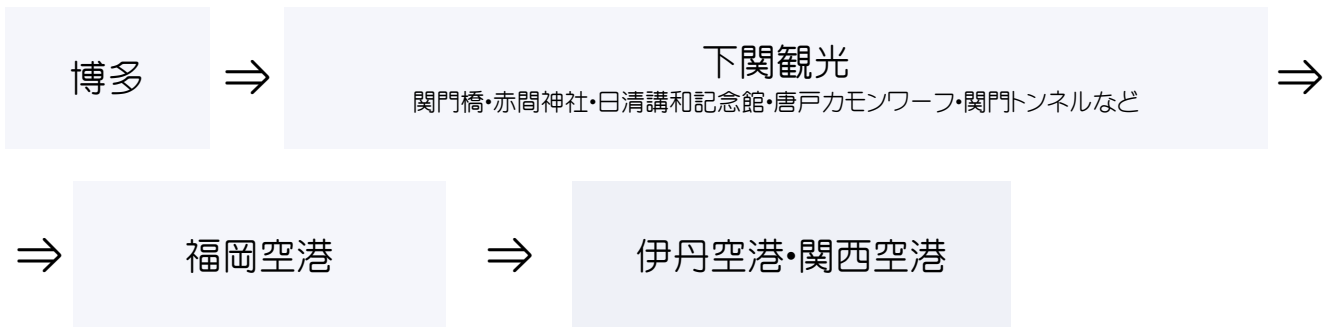 博多 ⇒ 下関観光 ⇒
関門橋・赤間神社・日清講和記念館・唐戸カモンワーフ・関門トンネルなど
⇒ 福岡空港 ⇒ 伊丹空港・関西空港